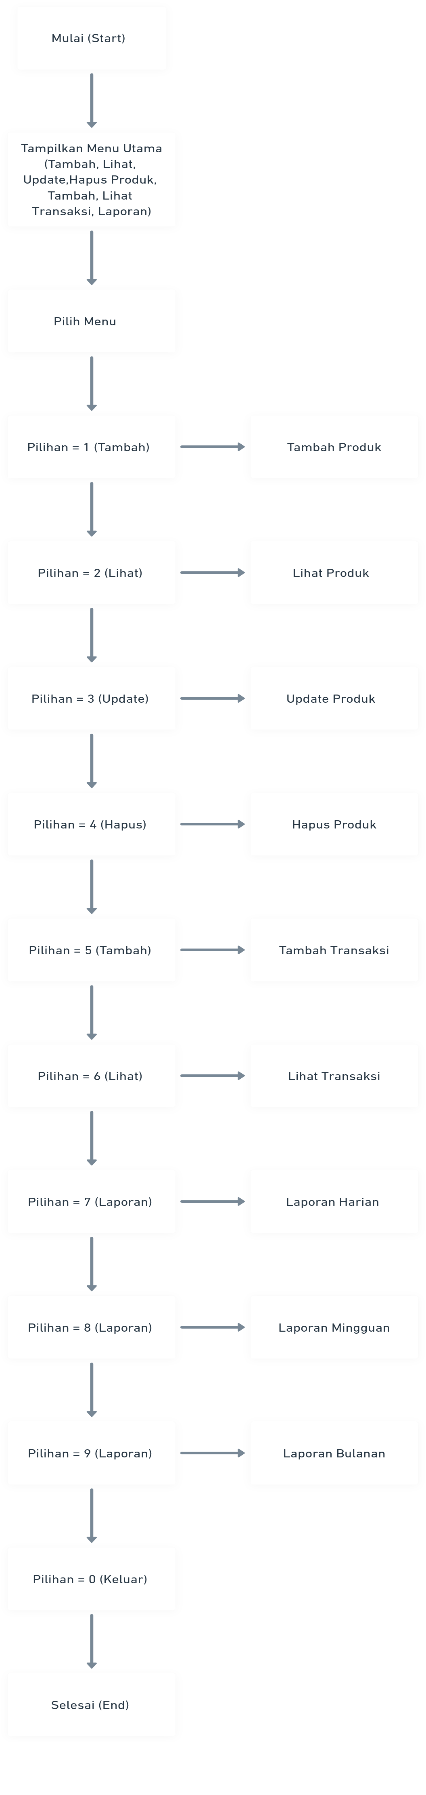 Mulai (Start)
Tampilkan Menu Utama
(Tambah, Lihat,
Update,Hapus Produk,
Tambah, Lihat
Transaksi, Laporan)
Pilih Menu
Pilihan = 1 (Tambah)
Tambah Produk
Pilihan = 2 (Lihat)
Lihat Produk
Pilihan = 3 (Update)
Update Produk
Pilihan = 4 (Hapus)
Hapus Produk
Pilihan = 5 (Tambah)
Tambah Transaksi
Pilihan = 6 (Lihat)
Lihat Transaksi
Pilihan = 7 (Laporan)
Laporan Harian
Pilihan = 8 (Laporan)
Laporan Mingguan
Pilihan = 9 (Laporan)
Laporan Bulanan
Pilihan = 0 (Keluar)
Selesai (End)